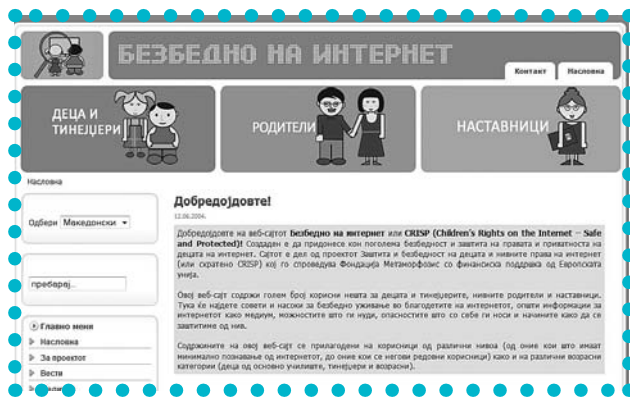 БЕЗБЕДНО НА ИНТЕРНЕТ
Контакт
Насловна
ДЕЦА И
ТИНЕЈЏЕРИ
РОДИТЕЛИ
НАСТАВНИЦИ
Насловна
Одбери Македонски
пребарај...
Главно мени
Насловна
За проектот
Вести
Добредојдовте!
12.06.2004.
Добредојдовте на веб-сајтот Безбедно на интернет или CRISP (Children's Rights on the Internet – Safe
and Protected)! Создаден е да придонесе кон поголема безбедност и заштита на правата и приватноста на
децата на интернет. Сајтот е дел од проектот Заштита и безбедност на децата и нивните права на интернет
(или скратено CRISP) кој го спроведува Фондација Метаморфозис со финансиска поддршка од Европската
унија.
Овој веб-сајт содржи голем број корисни нешта за децата и тинејџерите, нивните родители и наставници.
Тука ќе најдете совети и насоки за безбедно уживање во благодетите на интернетот, општи информации за
интернетот како медиум, можностите што ги нуди, опасностите што со себе ги носи и начините како да се
заштитиме од нив.
Содржините на овој веб-сајт се прилагодени на корисници од различни нивоа (од оние кои што имаат
минимално познавање од интернетот, до оние кои се негови редовни корисници) како и на различни возрасни
категории (деца од основно училиште, тинејџери и возрасни).